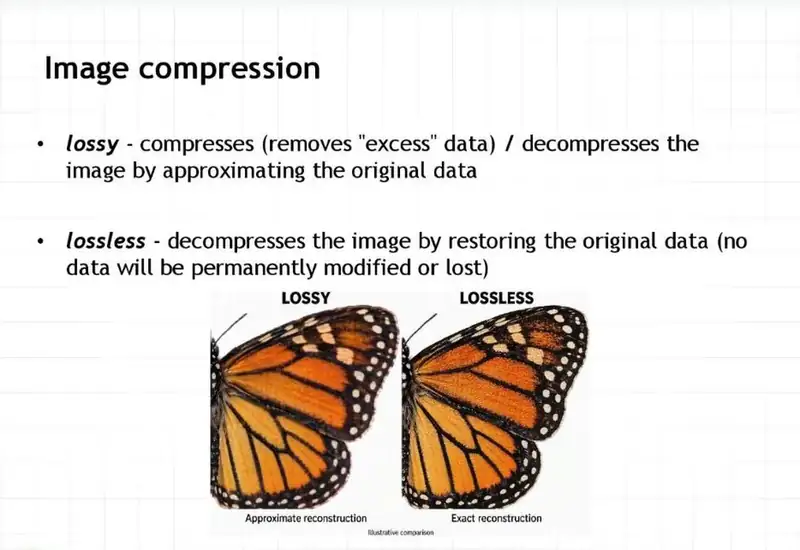 Image compression
• lossy - compresses (removes "excess" data) / decompresses the
image by approximating the original data
• lossless - decompresses the image by restoring the original data (no
data will be permanently modified or lost)
LOSSY LOSSLESS
Approximate reconstruction Exact reconstruction
Illustrative comparison